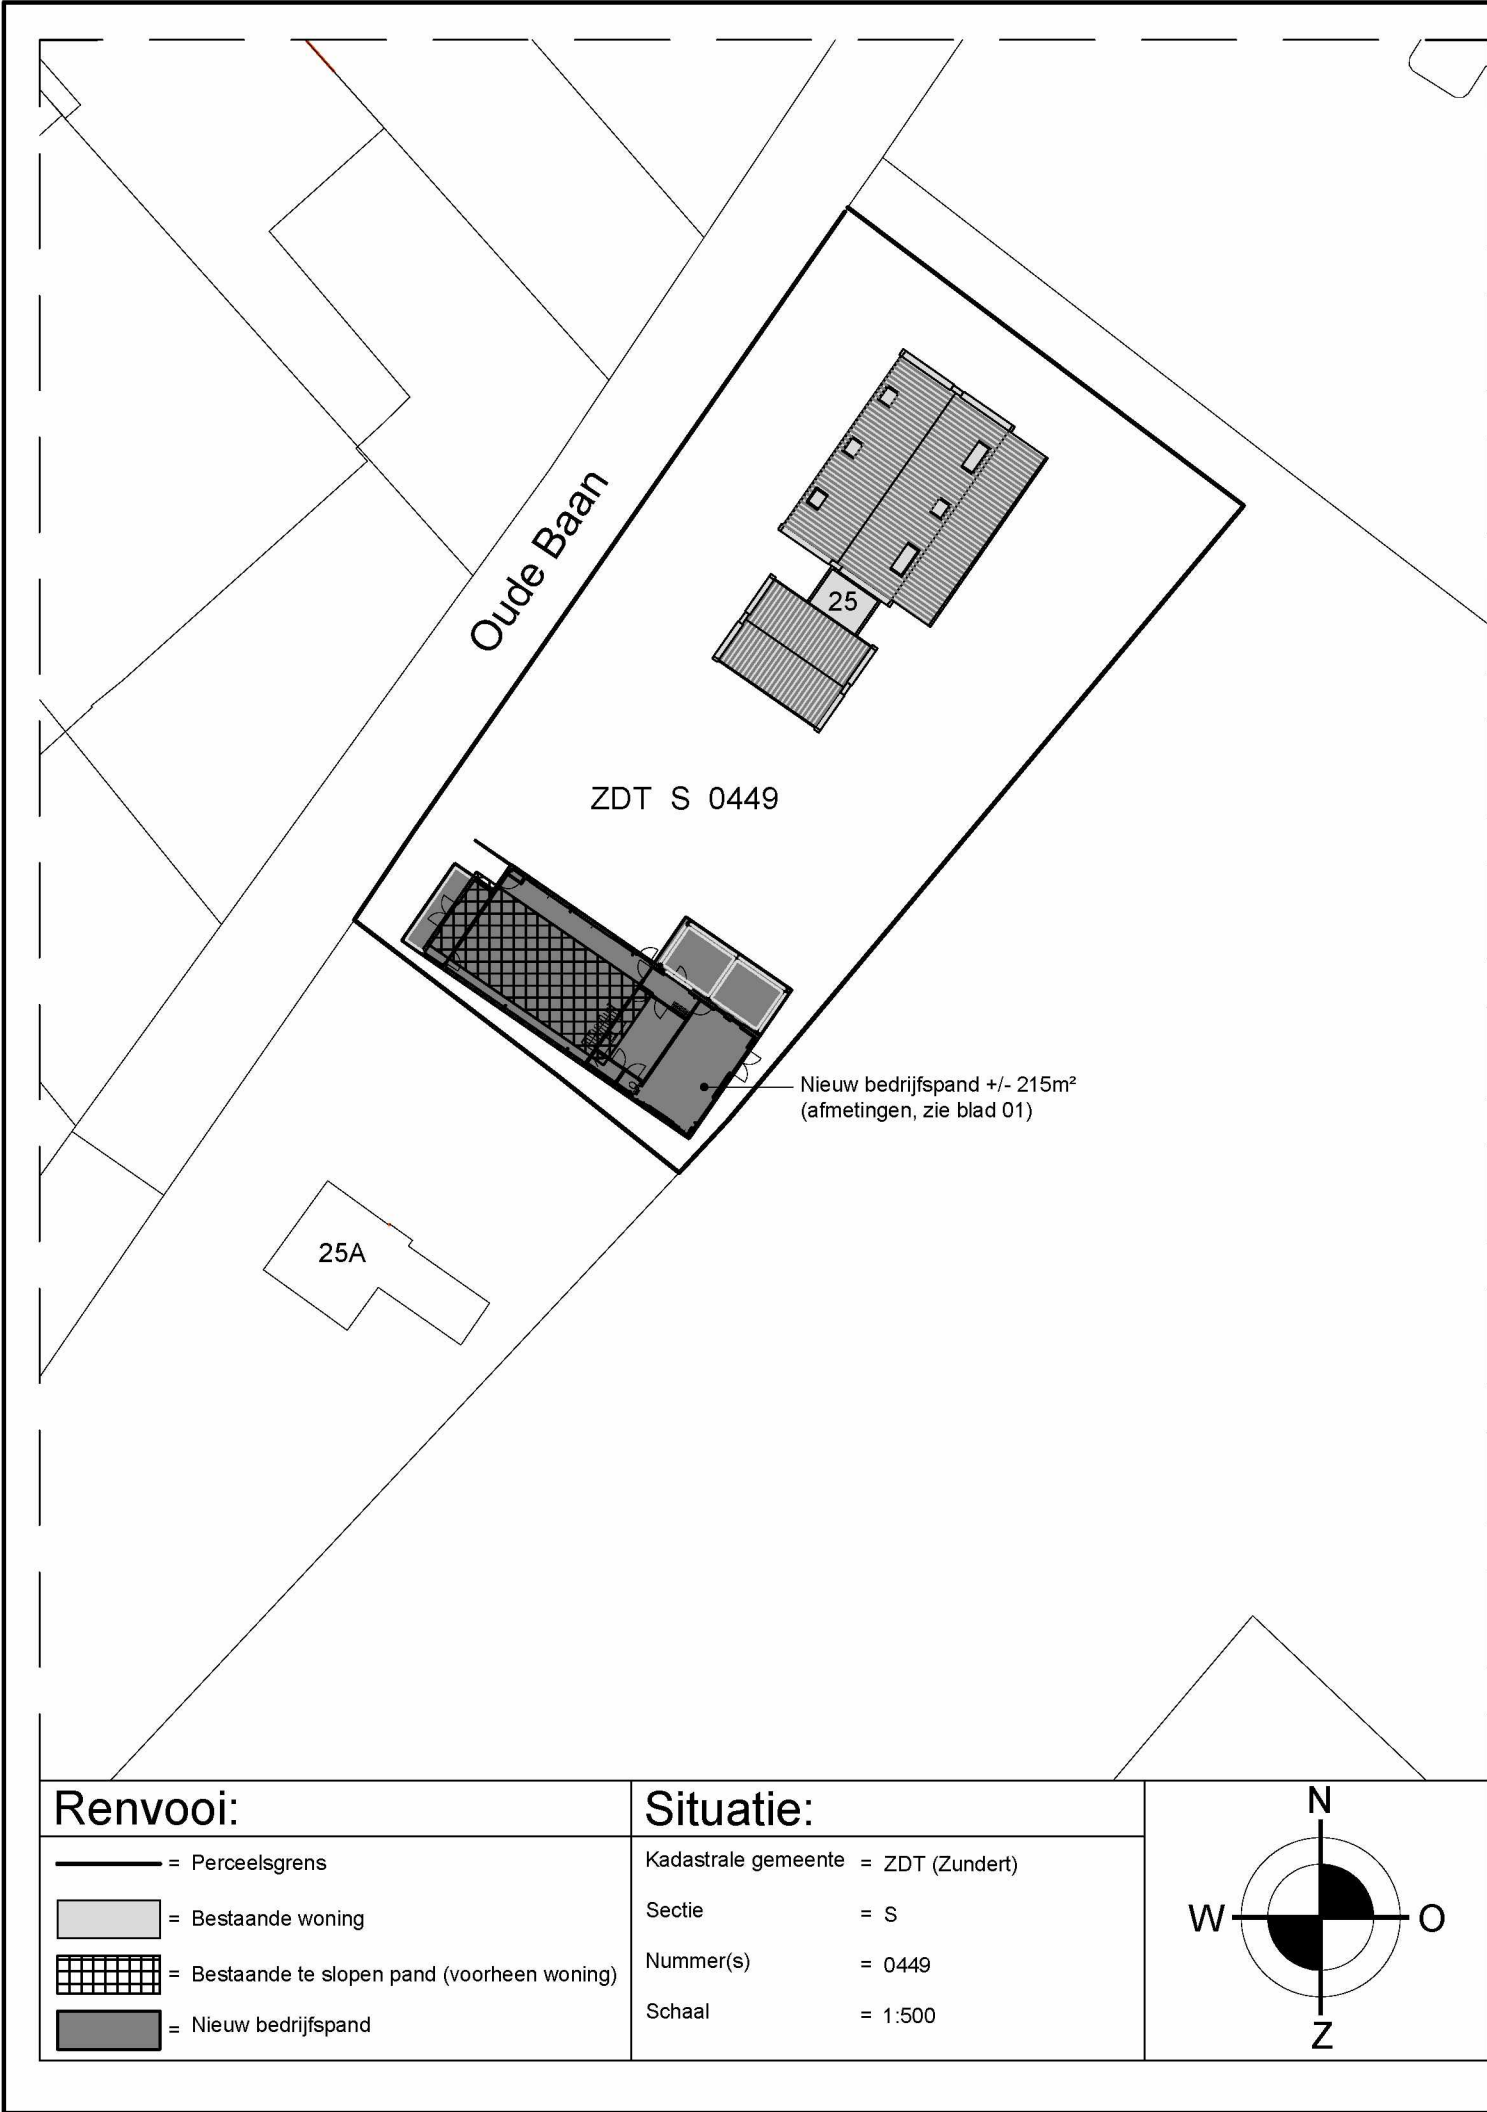 Oude Baan
25
ZDT S 0449
Nieuw bedrijfspand +/- 215m²
(afmetingen, zie blad 01)
25A
Renvooi:
= Perceelsgrens
= Bestaande woning
= Bestaande te slopen pand (voorheen woning)
= Nieuw bedrijfspand
Situatie:
Kadastrale gemeente = ZDT (Zundert)
Sectie = S
Nummer(s) = 0449
Schaal = 1:500
N
W O
Z